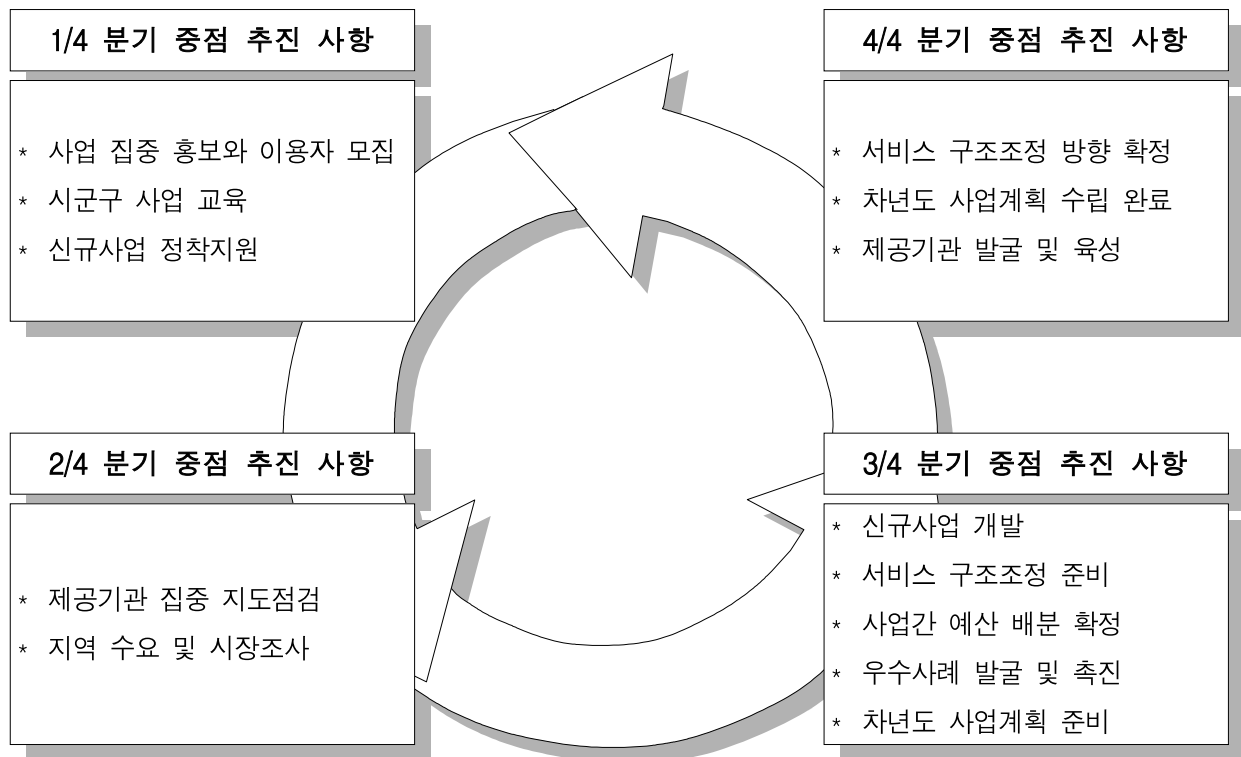 1/4 분기 중점 추진 사항
* 사업 집중 홍보와 이용자 모집
* 시군구 사업 교육
* 신규사업 정착지원
4/4 분기 중점 추진 사항
* 서비스 구조조정 방향 확정
* 차년도 사업계획 수립 완료
* 제공기관 발굴 및 육성
2/4 분기 중점 추진 사항
* 제공기관 집중 지도점검
* 지역 수요 및 시장조사
3/4 분기 중점 추진 사항
* 신규사업 개발
* 서비스 구조조정 준비
* 사업간 예산 배분 확정
* 우수사례 발굴 및 촉진
* 차년도 사업계획 준비